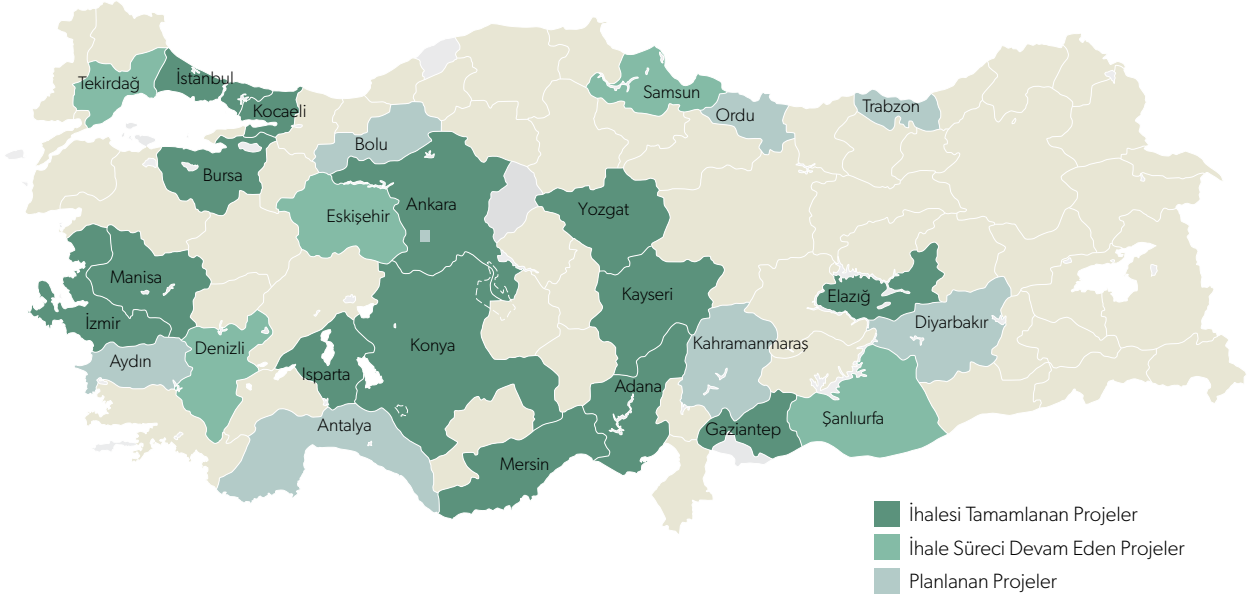 İstanbul
Tekirdağ
Samsun
Trabzon
Kocaeli
Ordu
Bolu
Bursa
Ankara
Yozgat
Eskişehir
Manisa
Kayseri
Elazığ
İzmir
Diyarbakır
Denizli
Konya
Kahramanmaraş
Aydın
Isparta
Adana
Şanlıurfa
Antalya
Gaziantep
Mersin
İhalesi Tamamlanan Projeler
İhale Süreci Devam Eden Projeler
Planlanan Projeler